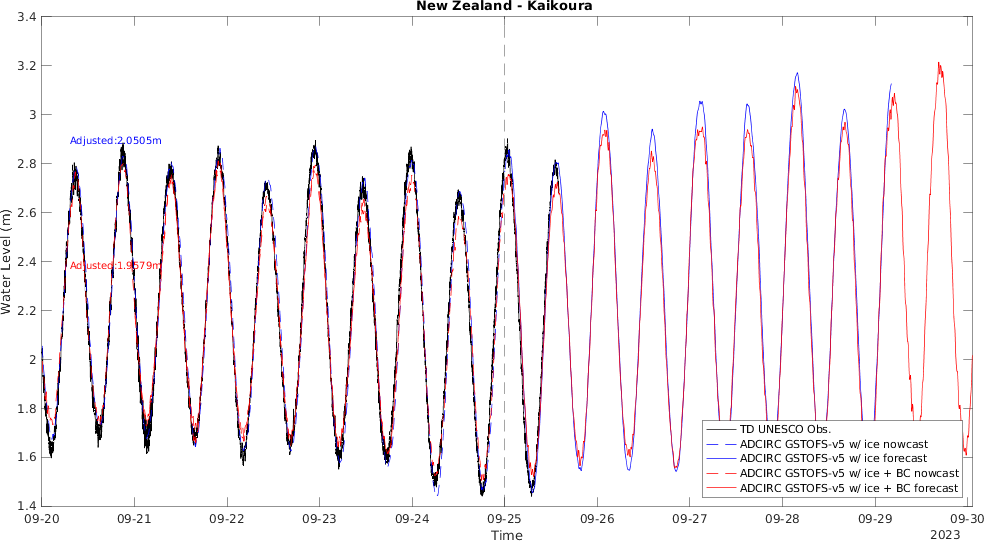 New Zealand - Kaikoura
3.4
3.2
3
2.8
2.6
2.4
2.2
2
1.8
1.6
1.4
Water Level (m)
Adjusted:2.0505m
Adjusted:1.9579m
TD UNESCO Obs.
ADCIRC GSTOFS-v5 w/ ice nowcast
ADCIRC GSTOFS-v5 w/ ice forecast
ADCIRC GSTOFS-v5 w/ ice + BC nowcast
ADCIRC GSTOFS-v5 w/ ice + BC forecast
09-20 09-21 09-22 09-23 09-24 09-25 09-26 09-27 09-28 09-29 09-30
Time
2023